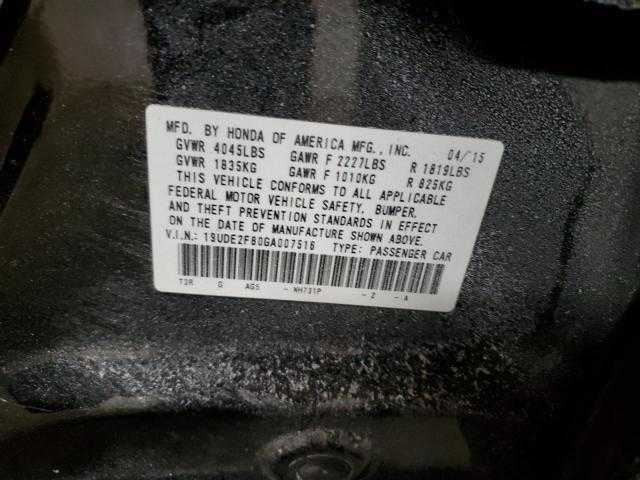 MFD. BY HONDA OF AMERICA MFG., INC. 04/15
GVWR 4045LBS GAWR F 2227LBS R 1819LBS
GVWR 1835KG GAWR F 1010KG R 825KG
THIS VEHICLE CONFORMS TO ALL APPLICABLE
FEDERAL MOTOR VEHICLE SAFETY, BUMPER,
AND THEFT PREVENTION STANDARDS IN EFFECT
ON THE DATE OF MANUFACTURE SHOWN ABOVE.
V.I.N.: 19UDE2F80GA007516 TYPE: PASSENGER CAR
T3R G AG5 - NH731P - Z - A